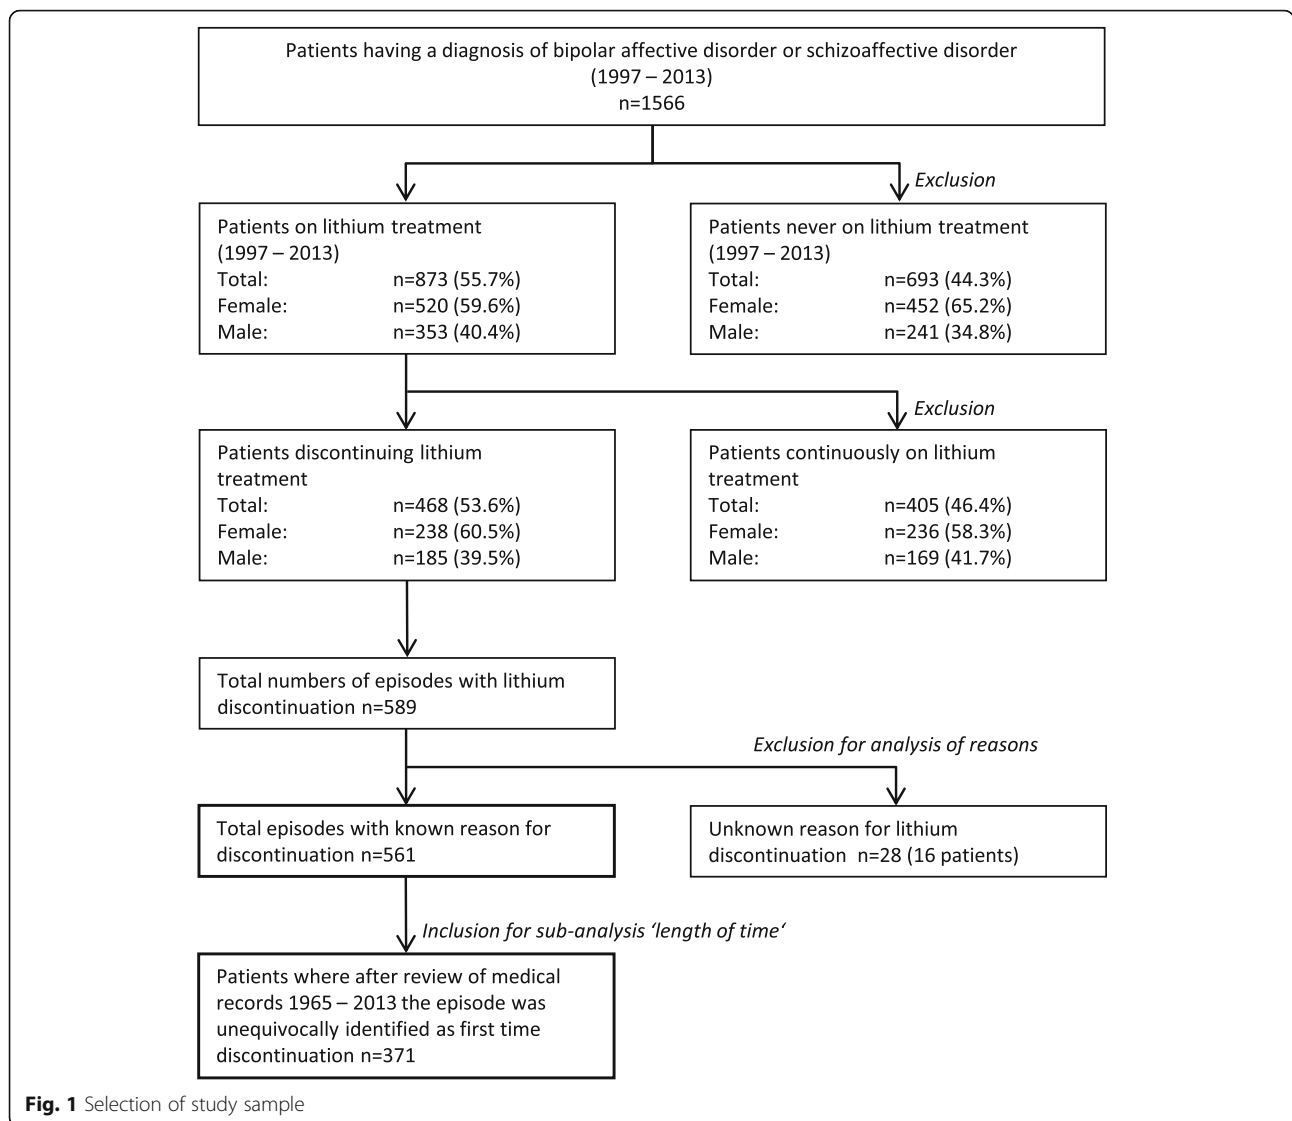 Patients having a diagnosis of bipolar affective disorder or schizoaffective disorder
(1997 – 2013)
n=1566
Exclusion
Patients on lithium treatment
(1997 – 2013)
Total: n=873 (55.7%)
Female: n=520 (59.6%)
Male: n=353 (40.4%)
Patients never on lithium treatment
(1997 – 2013)
Total: n=693 (44.3%)
Female: n=452 (65.2%)
Male: n=241 (34.8%)
Exclusion
Patients discontinuing lithium
treatment
Total: n=468 (53.6%)
Female: n=238 (60.5%)
Male: n=185 (39.5%)
Patients continuously on lithium
treatment
Total: n=405 (46.4%)
Female: n=236 (58.3%)
Male: n=169 (41.7%)
Total numbers of episodes with lithium
discontinuation n=589
Exclusion for analysis of reasons
Total episodes with known reason for
discontinuation n=561
Unknown reason for lithium
discontinuation n=28 (16 patients)
Inclusion for sub-analysis ‘length of time‘
Patients where after review of medical
records 1965 – 2013 the episode was
unequivocally identified as first time
discontinuation n=371
Fig. 1 Selection of study sample